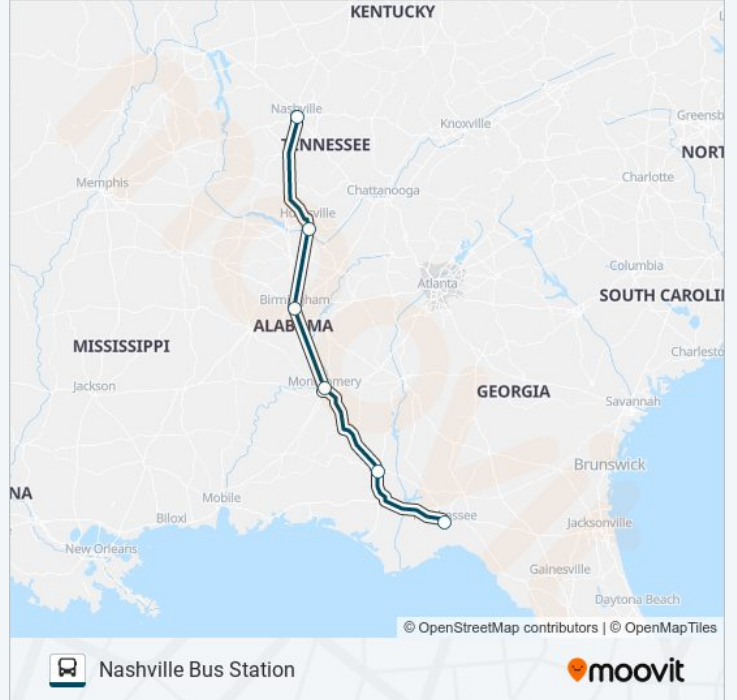 KENTUCKY
Nashville
Greensb
Knoxville
TENNESSEE
NORT
Charlotte
Memphis
Chattanooga
Huntsville
Columbia
Atlanta
Birmingham
SOUTH CAROLI
ALABAMA
MISSISSIPPI
Charlesto
Jackson
Montgomery
GEORGIA
Savannah
Brunswick
NA
Mobile
ssee
Biloxi
Jacksonville
New Orleans
Gainesville
Daytona Beach
© OpenStreetMap contributors | © OpenMapTiles
Nashville Bus Station
moovit